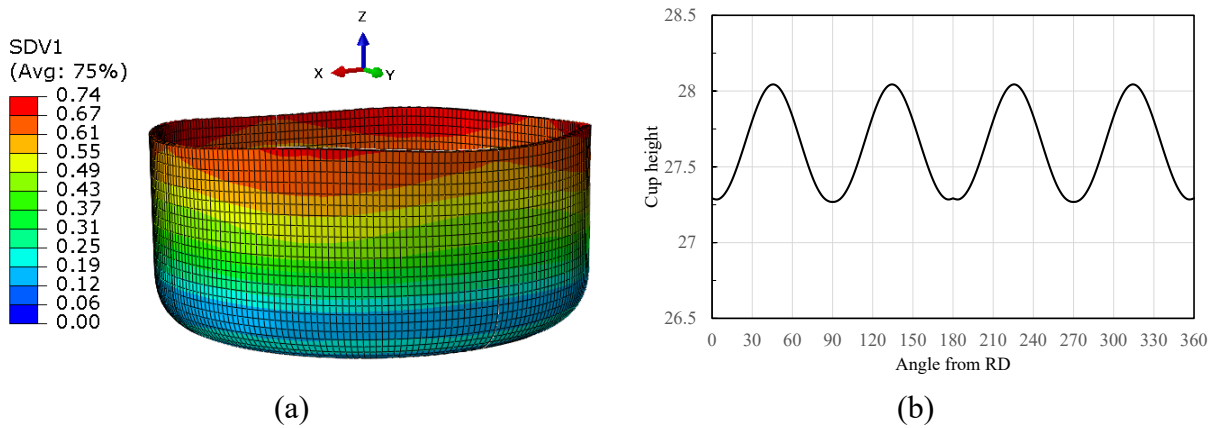 SDV1
(Avg: 75%)
0.74
0.67
0.61
0.55
0.49
0.43
0.37
0.31
0.25
0.19
0.12
0.06
0.00
Z
X
Y
(a)
28.5
28
27.5
27
26.5
Cup height
0 30 60 90 120 150 180 210 240 270 300 330 360
Angle from RD
(b)